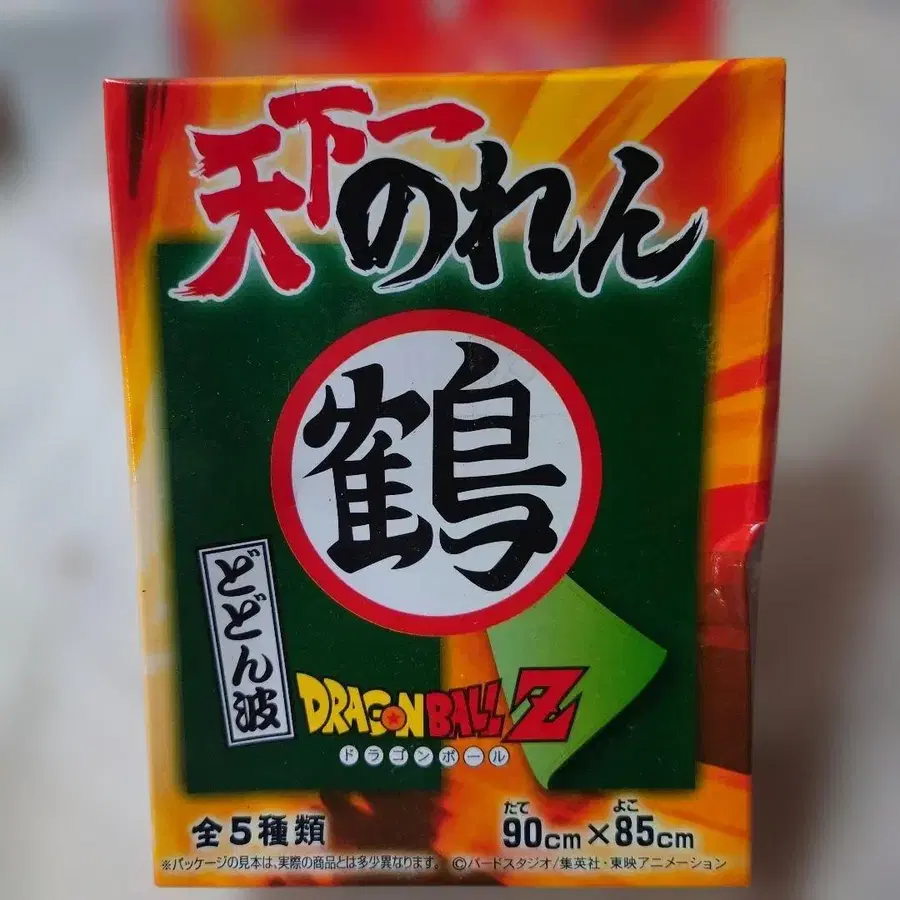 天下一のれん
鶴
どどん波
DRAGON BALL Z
ドラゴンボール
全5種類
たて よこ
90cm×85cm
※パッケージの見本は、実際の商品とは多少異なります。 ©バードスタジオ/集英社・東映アニメーション